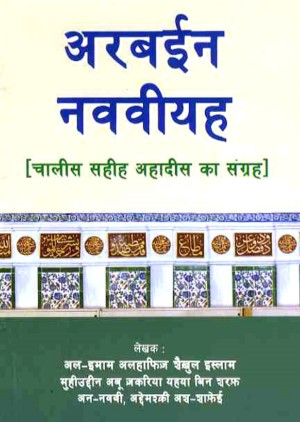 अरबईन
नववीयह
[चालीस सहीह अहादीस का संग्रह]
लेखक :
अल-इमाम अलहाफिज़ शैख़ुल इस्लाम
मुहीउद्दीन अबू ज़करिया यहया बिन शरफ़
अन-नववी, अद्देमशक़ी अश-शाफ़ेई